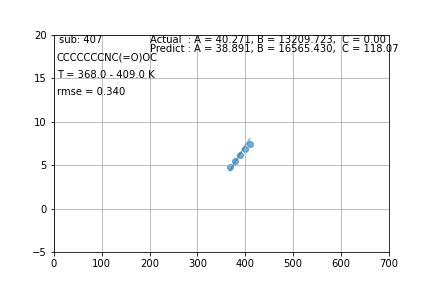 sub: 407
Actual : A = 40.271, B = 13209.723, C = 0.00
Predict : A = 38.891, B = 16565.430, C = 118.07
CCCCCCCNC(=O)OC
T = 368.0 - 409.0 K
rmse = 0.340
20
15
10
5
0
−5
0 100 200 300 400 500 600 700